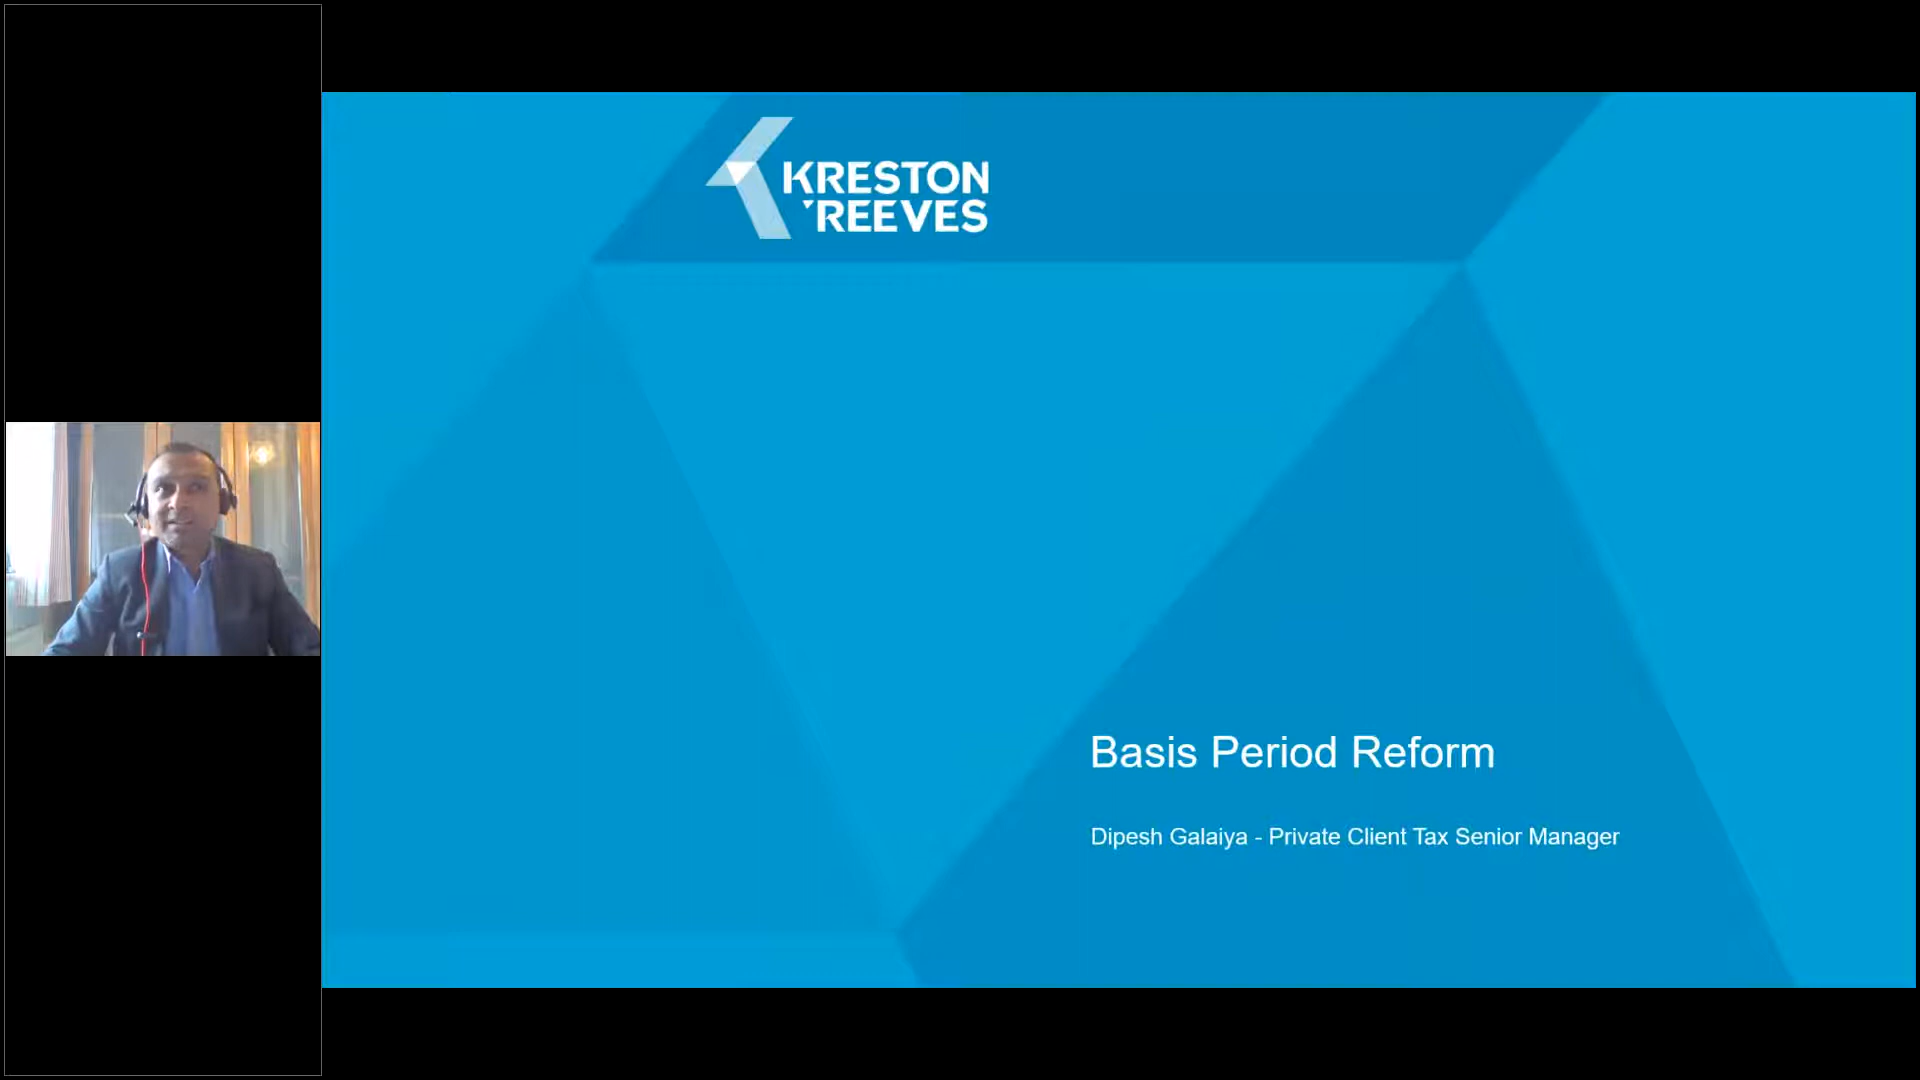 KRESTON
REEVES
Basis Period Reform
Dipesh Galaiya - Private Client Tax Senior Manager